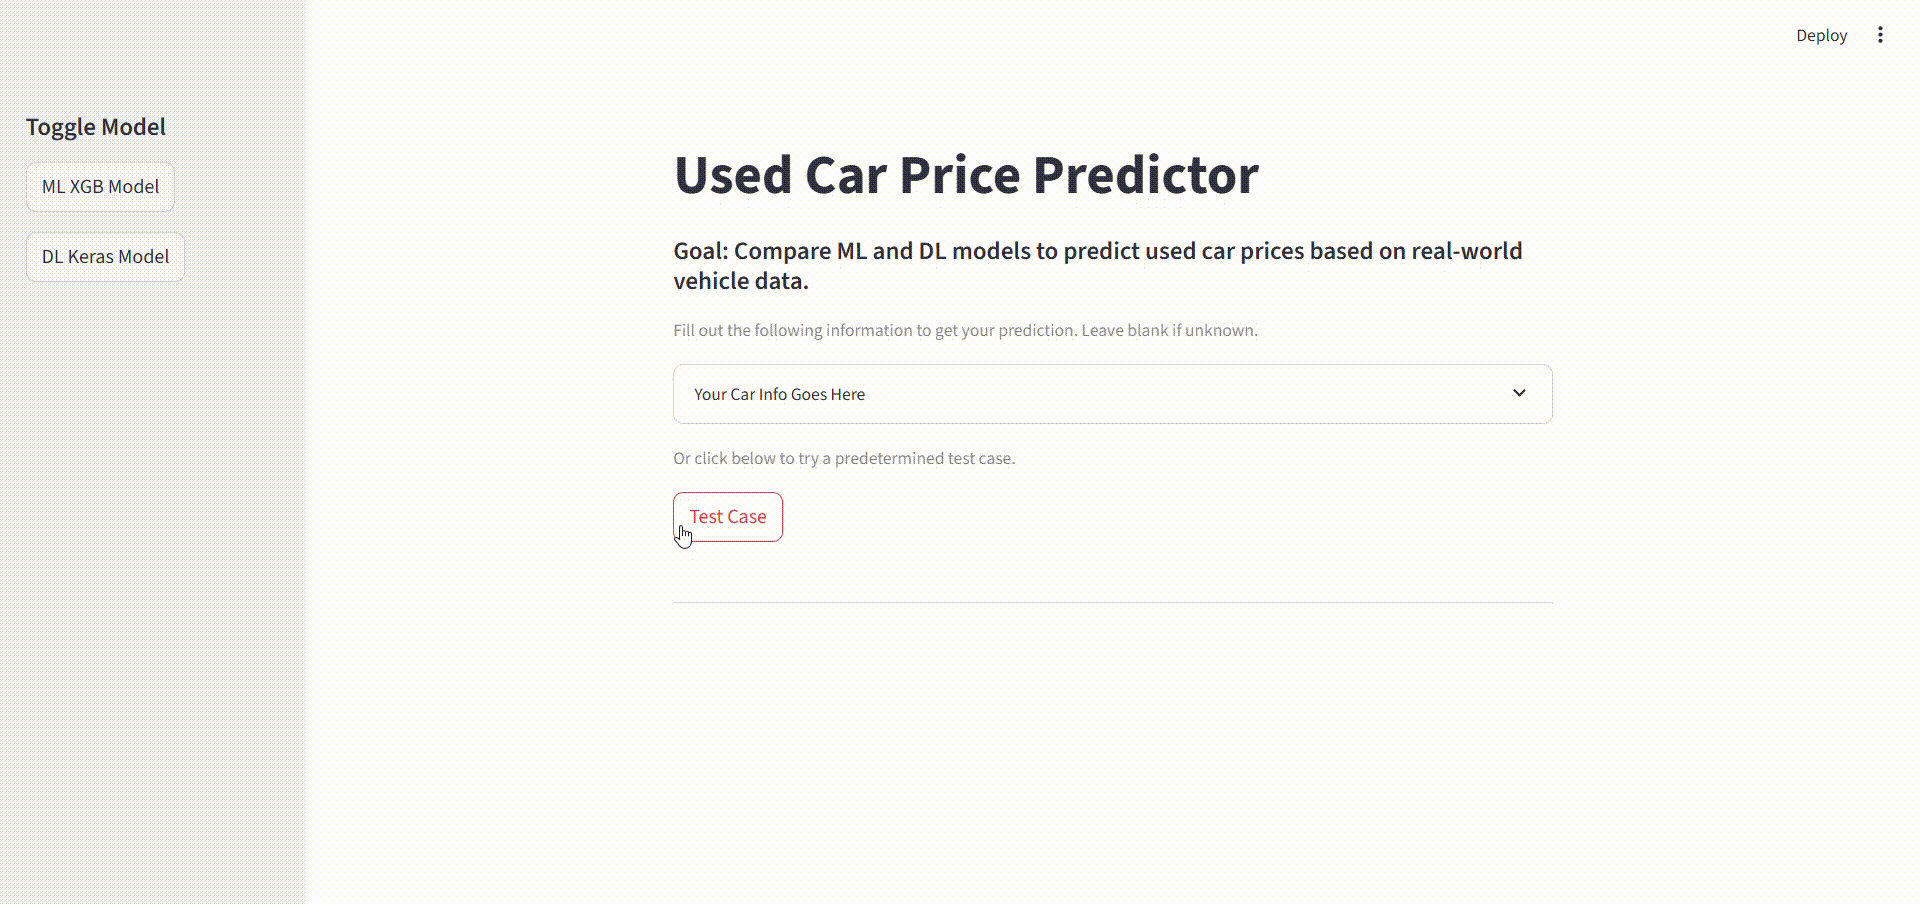 Deploy
Toggle Model
ML XGB Model
DL Keras Model
Used Car Price Predictor
Goal: Compare ML and DL models to predict used car prices based on real-world
vehicle data.
Fill out the following information to get your prediction. Leave blank if unknown.
Your Car Info Goes Here
Or click below to try a predetermined test case.
Test Case